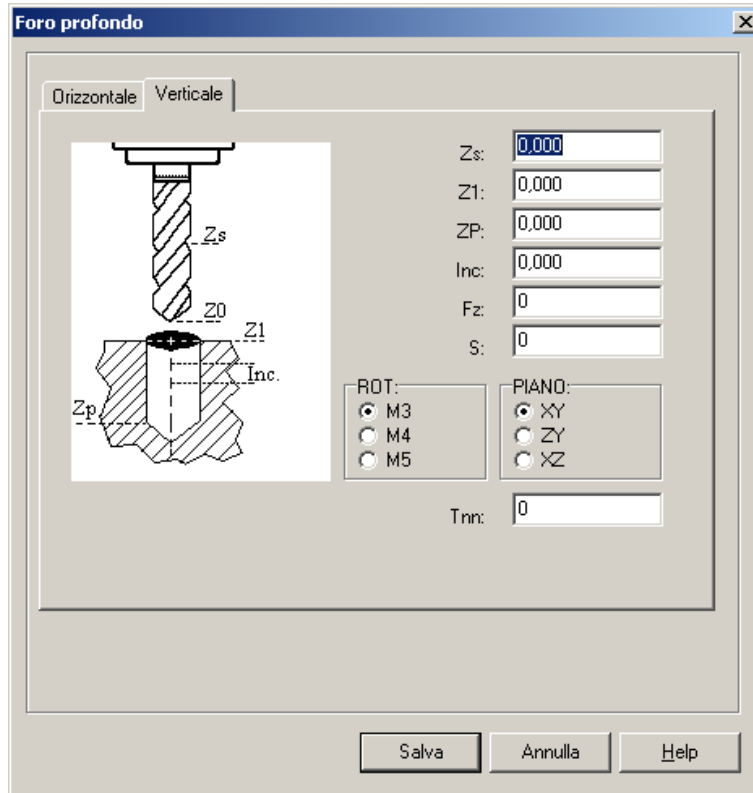 Foro profondo
Orizzontale Verticale
Zs: 0,000
Z1: 0,000
ZP: 0,000
Inc: 0,000
Fz: 0
S: 0
Zs
Z0
Z1
Inc.
Zp
ROT: PIANO:
M3 XY
M4 ZY
M5 XZ
Tnn: 0
Salva Annulla Help